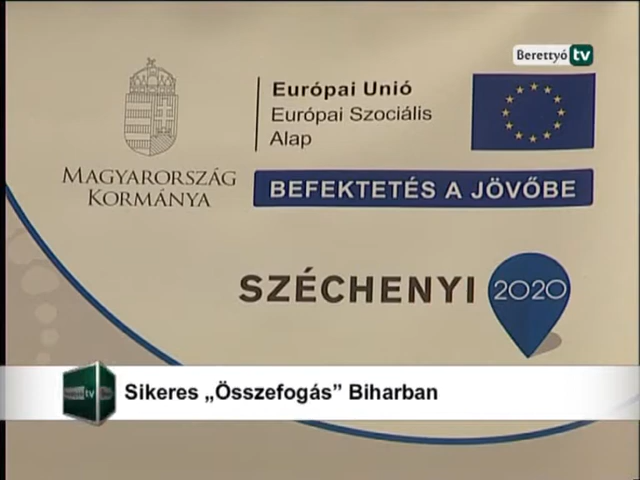 Berettyó tv
Európai Unió
Európai Szociális
Alap
MAGYARORSZÁG
KORMÁNYA
BEFEKTETÉS A JÖVŐBE
SZÉCHENYI 2020
Sikeres „Összefogás” Biharban